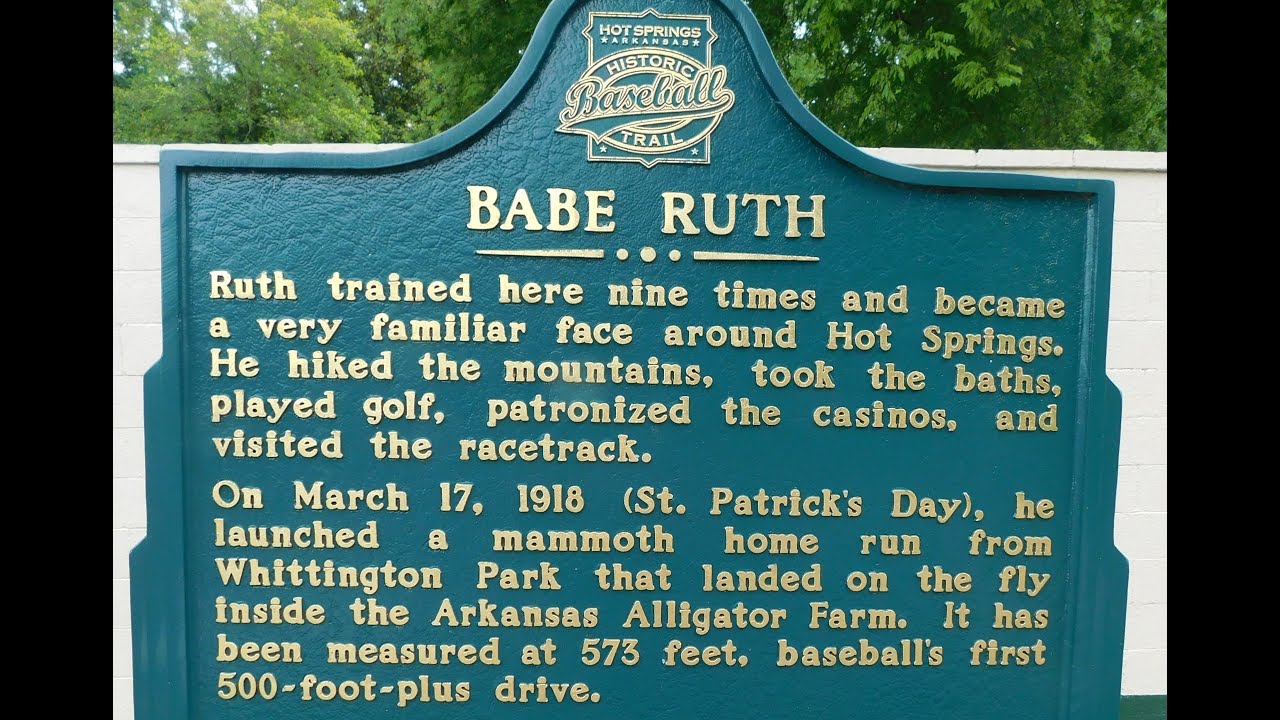 HOT SPRINGS
ARKANSAS
HISTORIC
Baseball
TRAIL
BABE RUTH
Ruth trained here nine times and became
a very familiar face around Hot Springs.
He hiked the mountains, took the baths,
played golf, patronized the casinos, and
visited the racetrack.
On March 17, 1918 (St. Patrick's Day), he
launched a mammoth home run from
Whittington Park that landed on the fly
inside the Arkansas Alligator Farm. It has
been measured at 573 feet, baseball's first
500-foot-plus drive.